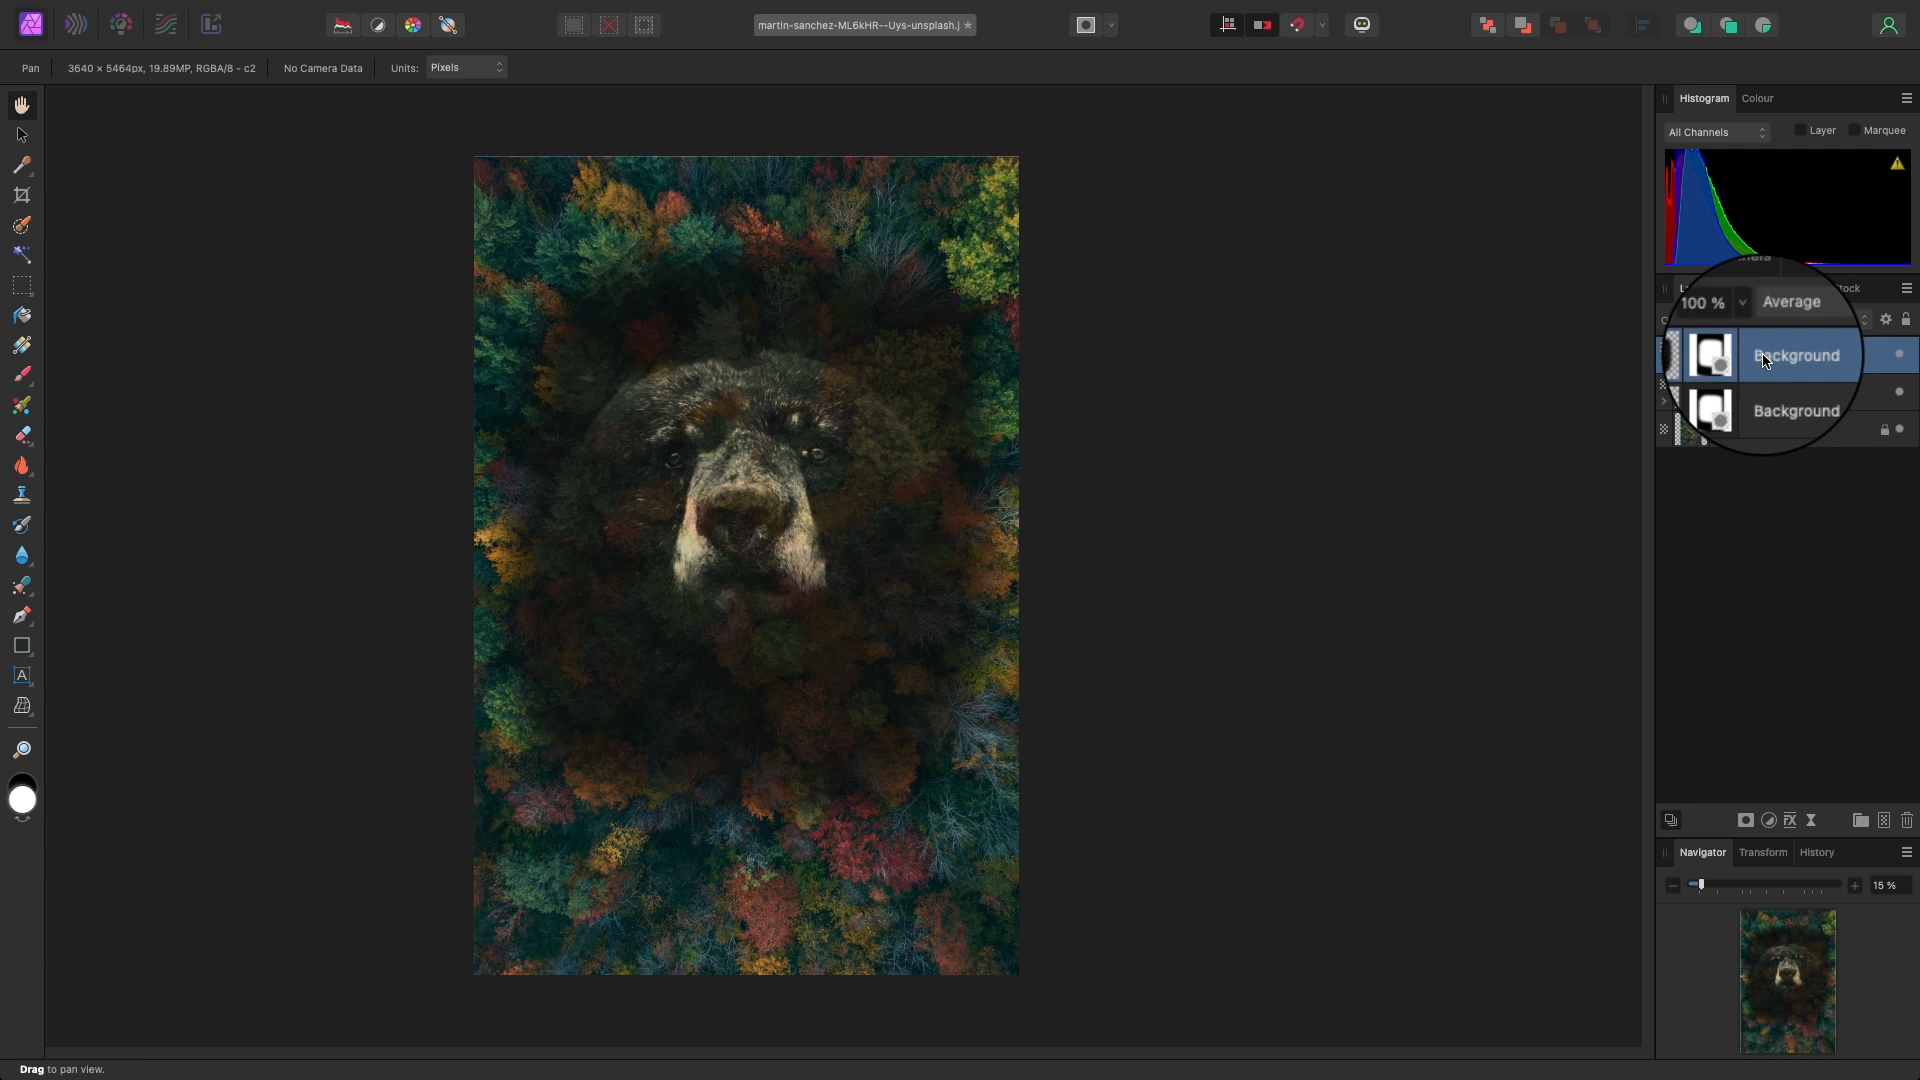 martin-sanchez-ML6kHR--Uys-unsplash.j *
Pan
3640 × 5464px, 19.89MP, RGBA/8 - c2
No Camera Data
Units:
Pixels
Histogram
Colour
All Channels
Layer
Marquee
tock
100 %
Average
Background
Background
A
Navigator
Transform
History
15 %
Drag to pan view.